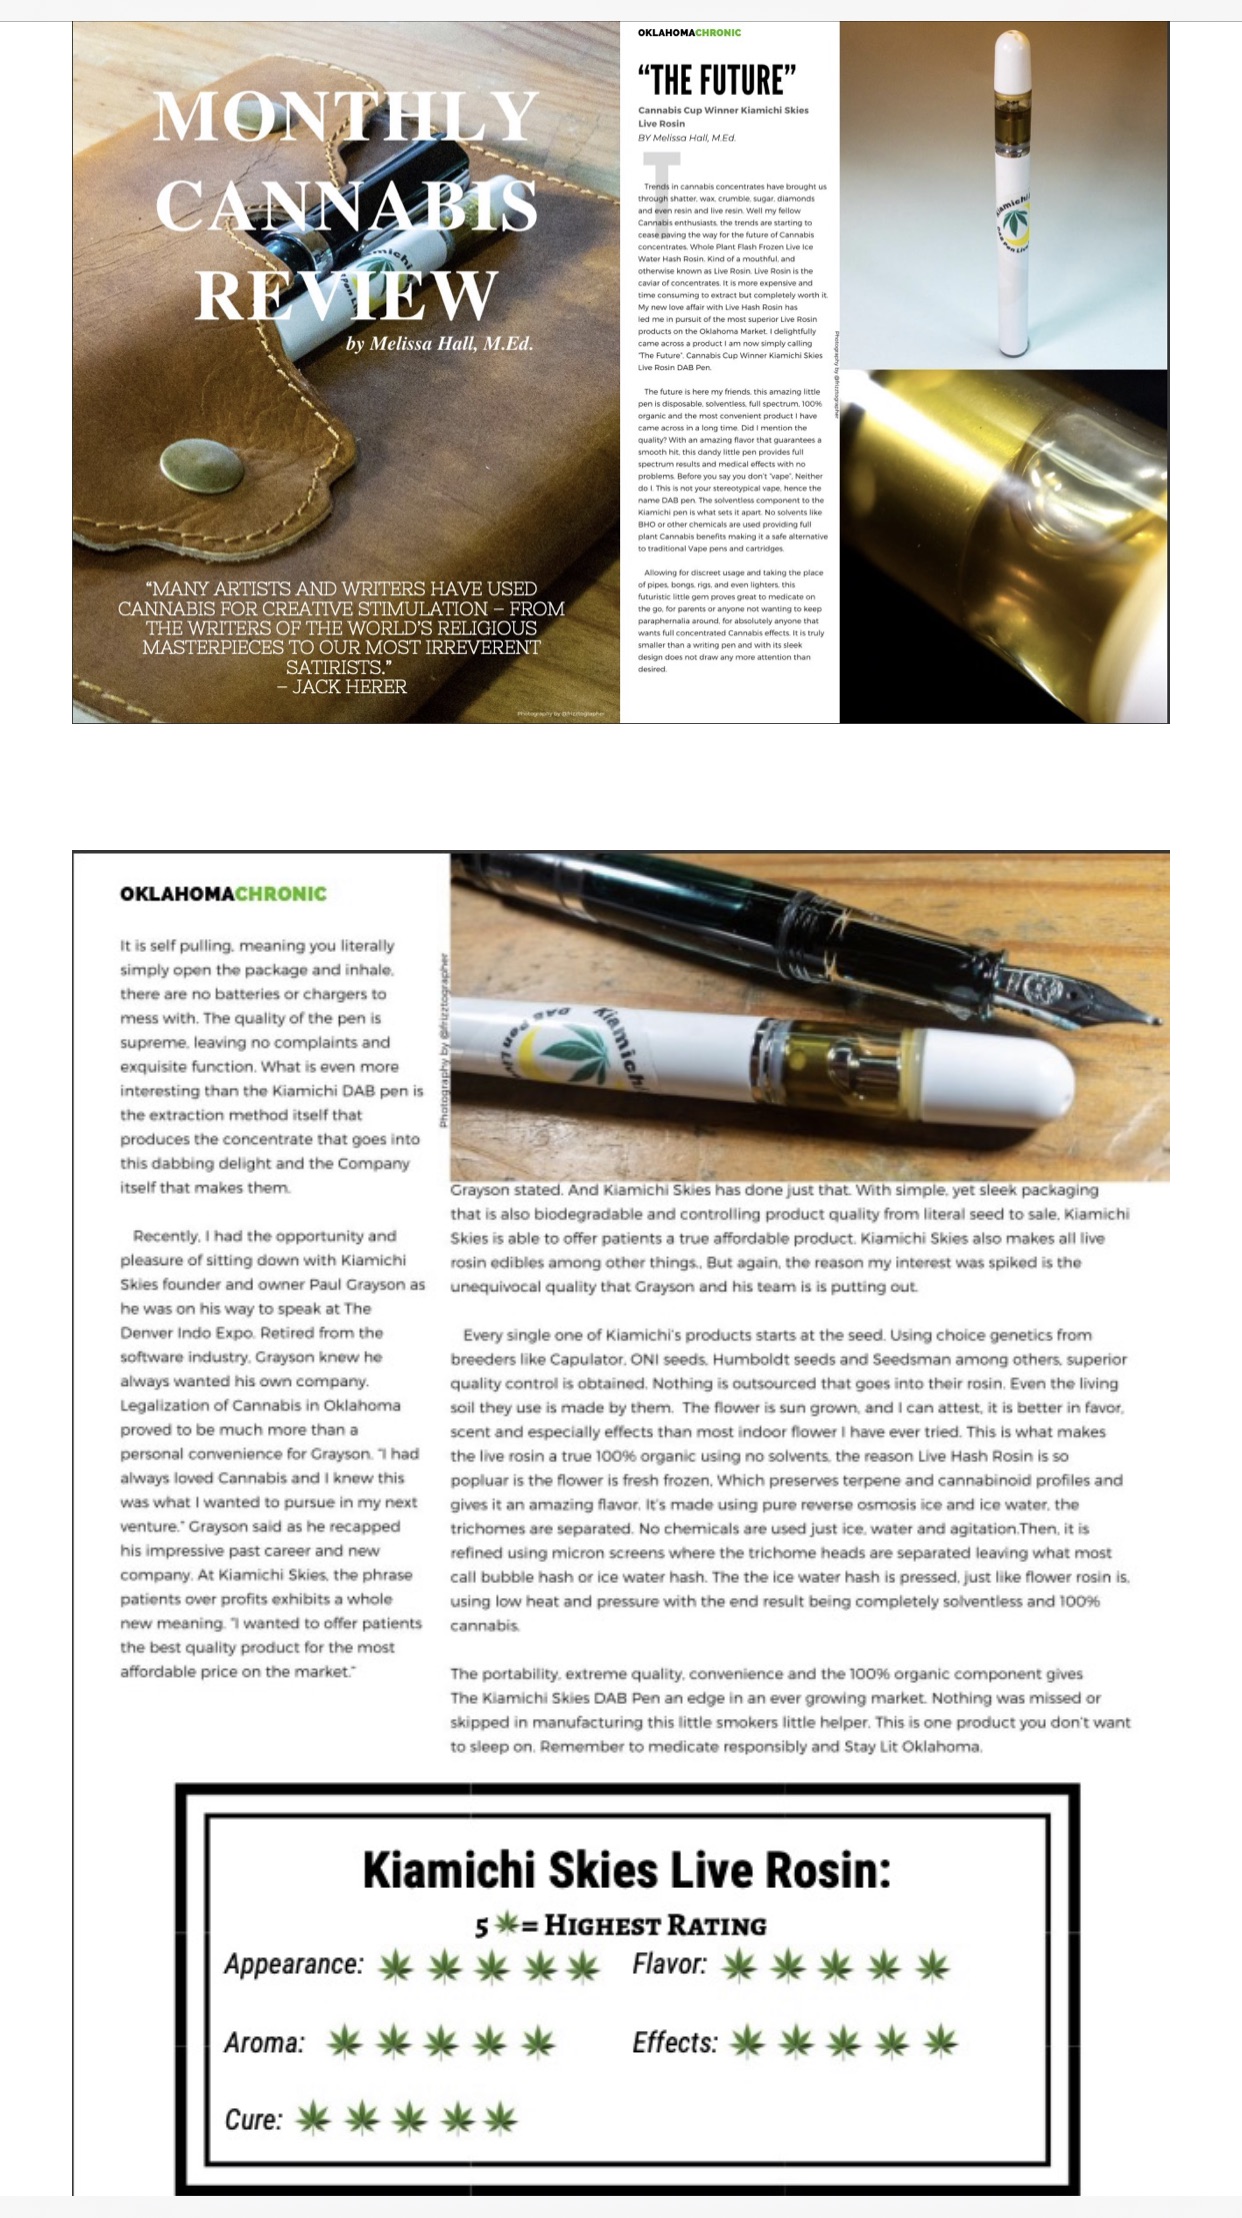 MONTHLY
CANNABIS
REVIEW
by Melissa Hall, M.Ed.
“MANY ARTISTS AND WRITERS HAVE USED
CANNABIS FOR CREATIVE STIMULATION – FROM
THE WRITERS OF THE WORLD’S RELIGIOUS
MASTERPIECES TO OUR MOST IRREVERENT
SATIRISTS.”
– JACK HERER
Photography by @frizztographer
OKLAHOMACHRONIC
“THE FUTURE”
Cannabis Cup Winner Kiamichi Skies
Live Rosin
BY Melissa Hall, M.Ed.
T
Trends in cannabis concentrates have brought us
through shatter, wax, crumble, sugar, diamonds
and even resin and live resin. Well my fellow
Cannabis enthusiasts, the trends are starting to
cease paving the way for the future of Cannabis
concentrates. Whole Plant Flash Frozen Live Ice
Water Hash Rosin. Kind of a mouthful, and
otherwise known as Live Rosin. Live Rosin is the
caviar of concentrates. It is more expensive and
time consuming to extract but completely worth it.
My new love affair with Live Hash Rosin has
led me in pursuit of the most superior Live Rosin
products on the Oklahoma Market. I delightfully
came across a product I am now simply calling
"The Future". Cannabis Cup Winner Kiamichi Skies
Live Rosin DAB Pen.
The future is here my friends, this amazing little
pen is disposable, solventless, full spectrum, 100%
organic and the most convenient product I have
came across in a long time. Did I mention the
quality? With an amazing flavor that guarantees a
smooth hit, this dandy little pen provides full
spectrum results and medical effects with no
problems. Before you say you don't "vape", Neither
do I. This is not your stereotypical vape, hence the
name DAB pen. The solventless component to the
Kiamichi pen is what sets it apart. No solvents like
BHO or other chemicals are used providing full
plant Cannabis benefits making it a safe alternative
to traditional Vape pens and cartridges.
Allowing for discreet usage and taking the place
of pipes, bongs, rigs, and even lighters, this
futuristic little gem proves great to medicate on
the go, for parents or anyone not wanting to keep
paraphernalia around, for absolutely anyone that
wants full concentrated Cannabis effects. It is truly
smaller than a writing pen and with its sleek
design does not draw any more attention than
desired.
Photography by @frizztographer
Kiamichi
DAB Pen Live
OKLAHOMACHRONIC
It is self pulling, meaning you literally
simply open the package and inhale,
there are no batteries or chargers to
mess with. The quality of the pen is
supreme, leaving no complaints and
exquisite function. What is even more
interesting than the Kiamichi DAB pen is
the extraction method itself that
produces the concentrate that goes into
this dabbing delight and the Company
itself that makes them.
Recently, I had the opportunity and
pleasure of sitting down with Kiamichi
Skies founder and owner Paul Grayson as
he was on his way to speak at The
Denver Indo Expo. Retired from the
software industry, Grayson knew he
always wanted his own company.
Legalization of Cannabis in Oklahoma
proved to be much more than a
personal convenience for Grayson. "I had
always loved Cannabis and I knew this
was what I wanted to pursue in my next
venture." Grayson said as he recapped
his impressive past career and new
company. At Kiamichi Skies, the phrase
patients over profits exhibits a whole
new meaning. "I wanted to offer patients
the best quality product for the most
affordable price on the market."
Photography by @frizztographer
Kiamichi
DAB Pen Live
Grayson stated. And Kiamichi Skies has done just that. With simple, yet sleek packaging
that is also biodegradable and controlling product quality from literal seed to sale, Kiamichi
Skies is able to offer patients a true affordable product. Kiamichi Skies also makes all live
rosin edibles among other things., But again, the reason my interest was spiked is the
unequivocal quality that Grayson and his team is is putting out.
Every single one of Kiamichi's products starts at the seed. Using choice genetics from
breeders like Capulator, ONI seeds, Humboldt seeds and Seedsman among others, superior
quality control is obtained. Nothing is outsourced that goes into their rosin. Even the living
soil they use is made by them. The flower is sun grown, and I can attest, it is better in favor,
scent and especially effects than most indoor flower I have ever tried. This is what makes
the live rosin a true 100% organic using no solvents, the reason Live Hash Rosin is so
popluar is the flower is fresh frozen, Which preserves terpene and cannabinoid profiles and
gives it an amazing flavor. It's made using pure reverse osmosis ice and ice water, the
trichomes are separated. No chemicals are used just ice, water and agitation.Then, it is
refined using micron screens where the trichome heads are separated leaving what most
call bubble hash or ice water hash. The the ice water hash is pressed, just like flower rosin is,
using low heat and pressure with the end result being completely solventless and 100%
cannabis.
The portability, extreme quality, convenience and the 100% organic component gives
The Kiamichi Skies DAB Pen an edge in an ever growing market. Nothing was missed or
skipped in manufacturing this little smokers little helper. This is one product you don't want
to sleep on. Remember to medicate responsibly and Stay Lit Oklahoma.
Kiamichi Skies Live Rosin:
5 = HIGHEST RATING
Appearance:
Flavor:
Aroma:
Effects:
Cure: